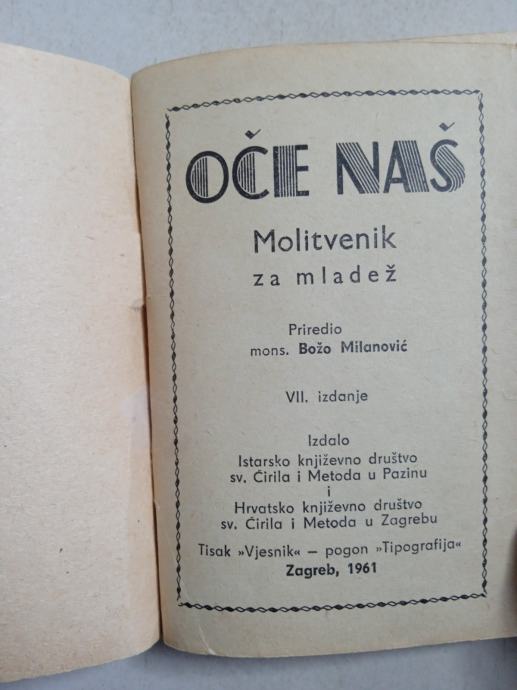 OČE NAŠ
Molitvenik
za mladež
Priredio
mons. Božo Milanović
VII. izdanje
Izdalo
Istarsko književno društvo
sv. Ćirila i Metoda u Pazinu
i
Hrvatsko književno društvo
sv. Ćirila i Metoda u Zagrebu
Tisak »Vjesnik« – pogon »Tipografija«
Zagreb, 1961